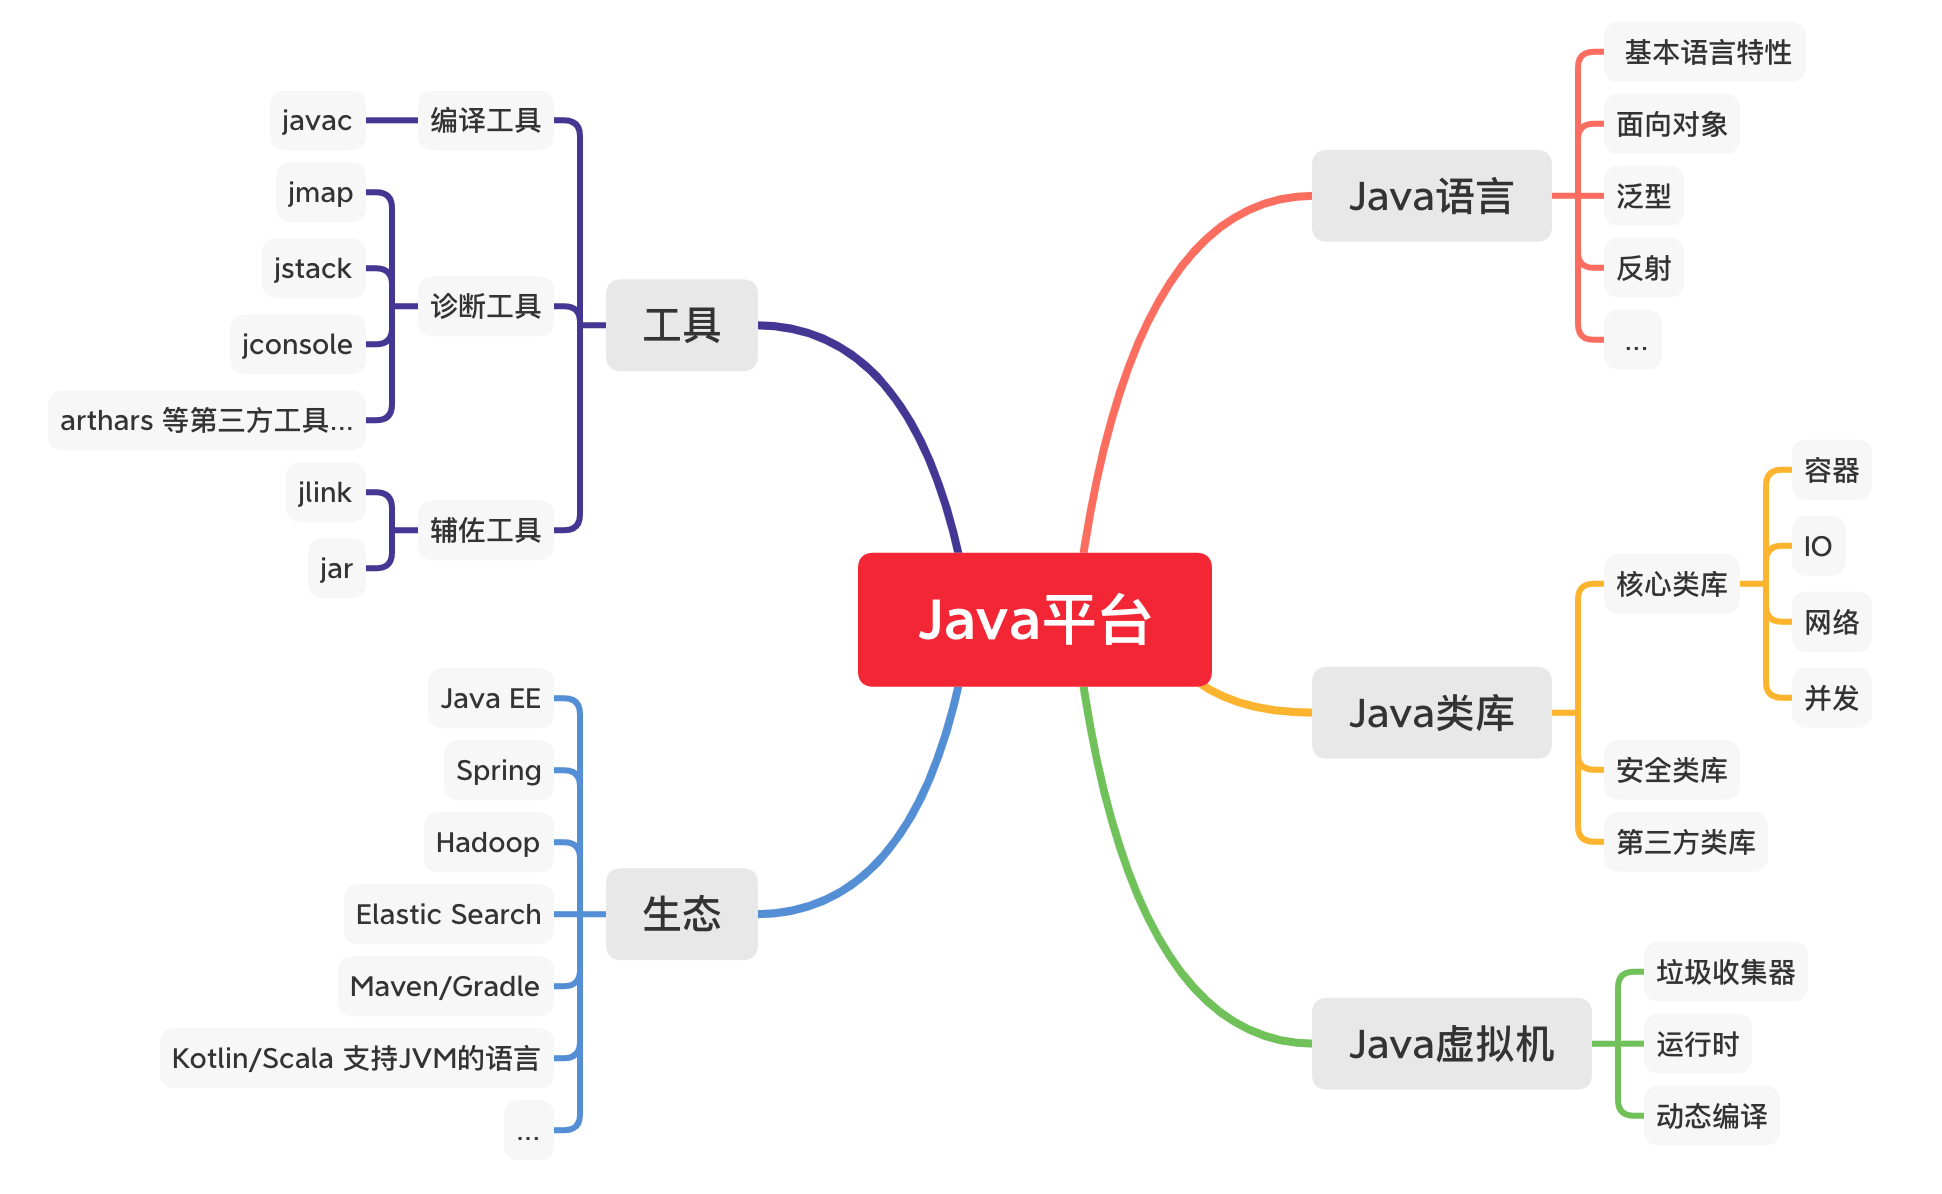 Java平台
Java语言
基本语言特性
面向对象
泛型
反射
...
Java类库
核心类库
容器
IO
网络
并发
安全类库
第三方类库
Java虚拟机
垃圾收集器
运行时
动态编译
工具
编译工具
javac
诊断工具
jmap
jstack
jconsole
arthars 等第三方工具...
辅佐工具
jlink
jar
生态
Java EE
Spring
Hadoop
Elastic Search
Maven/Gradle
Kotlin/Scala 支持JVM的语言
...